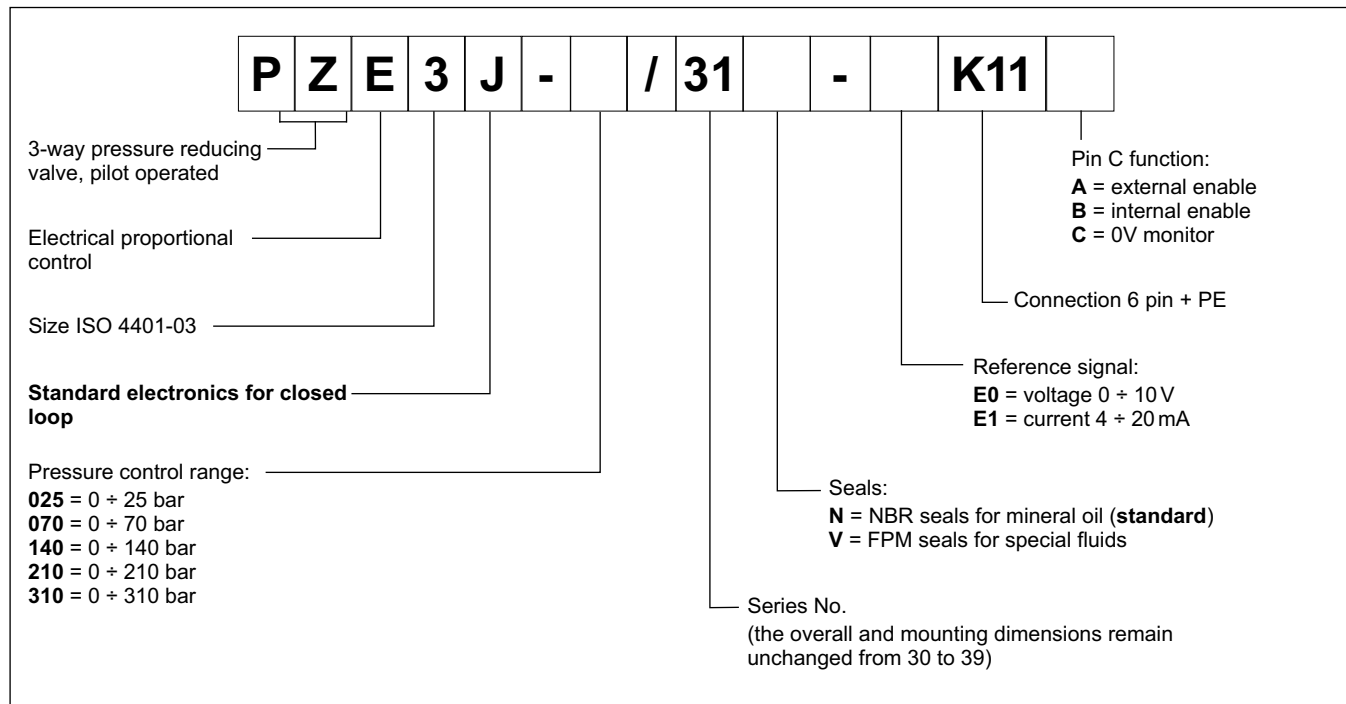 P Z E 3 J - / 31 - K11
3-way pressure reducing
valve, pilot operated
Electrical proportional
control
Size ISO 4401-03
Standard electronics for closed
loop
Pressure control range:
025 = 0 ÷ 25 bar
070 = 0 ÷ 70 bar
140 = 0 ÷ 140 bar
210 = 0 ÷ 210 bar
310 = 0 ÷ 310 bar
Pin C function:
A = external enable
B = internal enable
C = 0V monitor
Connection 6 pin + PE
Reference signal:
E0 = voltage 0 ÷ 10 V
E1 = current 4 ÷ 20 mA
Seals:
N = NBR seals for mineral oil (standard)
V = FPM seals for special fluids
Series No.
(the overall and mounting dimensions remain
unchanged from 30 to 39)